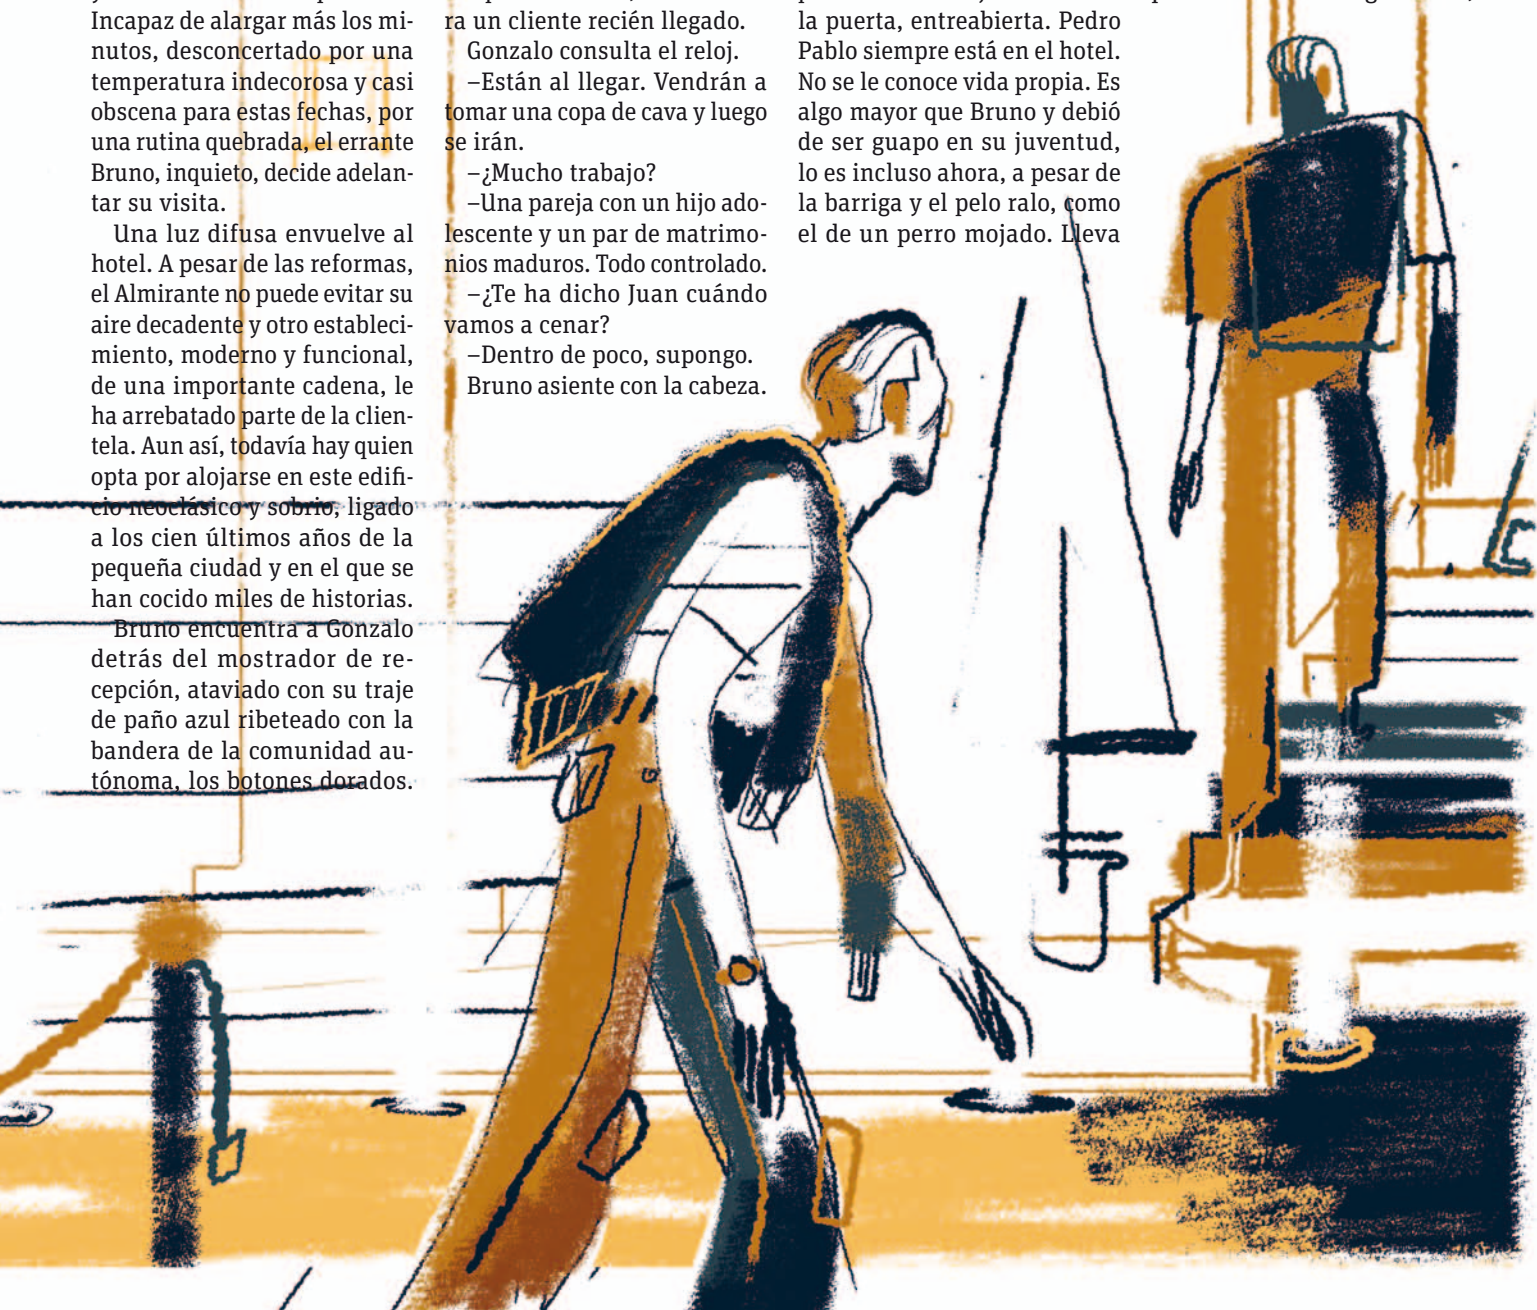 Incapaz de alargar más los mi-
nutos, desconcertado por una
temperatura indecorosa y casi
obscena para estas fechas, por
una rutina quebrada, el errante
Bruno, inquieto, decide adelan-
tar su visita.
Una luz difusa envuelve al
hotel. A pesar de las reformas,
el Almirante no puede evitar su
aire decadente y otro estableci-
miento, moderno y funcional,
de una importante cadena, le
ha arrebatado parte de la clien-
tela. Aun así, todavía hay quien
opta por alojarse en este edifi-
cio neoclásico y sobrio, ligado
a los cien últimos años de la
pequeña ciudad y en el que se
han cocido miles de historias.
Bruno encuentra a Gonzalo
detrás del mostrador de re-
cepción, ataviado con su traje
de paño azul ribeteado con la
bandera de la comunidad au-
tónoma, los botones dorados.
ra un cliente recién llegado.
Gonzalo consulta el reloj.
–Están al llegar. Vendrán a
tomar una copa de cava y luego
se irán.
–¿Mucho trabajo?
–Una pareja con un hijo ado-
lescente y un par de matrimo-
nios maduros. Todo controlado.
–¿Te ha dicho Juan cuándo
vamos a cenar?
–Dentro de poco, supongo.
Bruno asiente con la cabeza.
la puerta, entreabierta. Pedro
Pablo siempre está en el hotel.
No se le conoce vida propia. Es
algo mayor que Bruno y debió
de ser guapo en su juventud,
lo es incluso ahora, a pesar de
la barriga y el pelo ralo, como
el de un perro mojado. Lleva